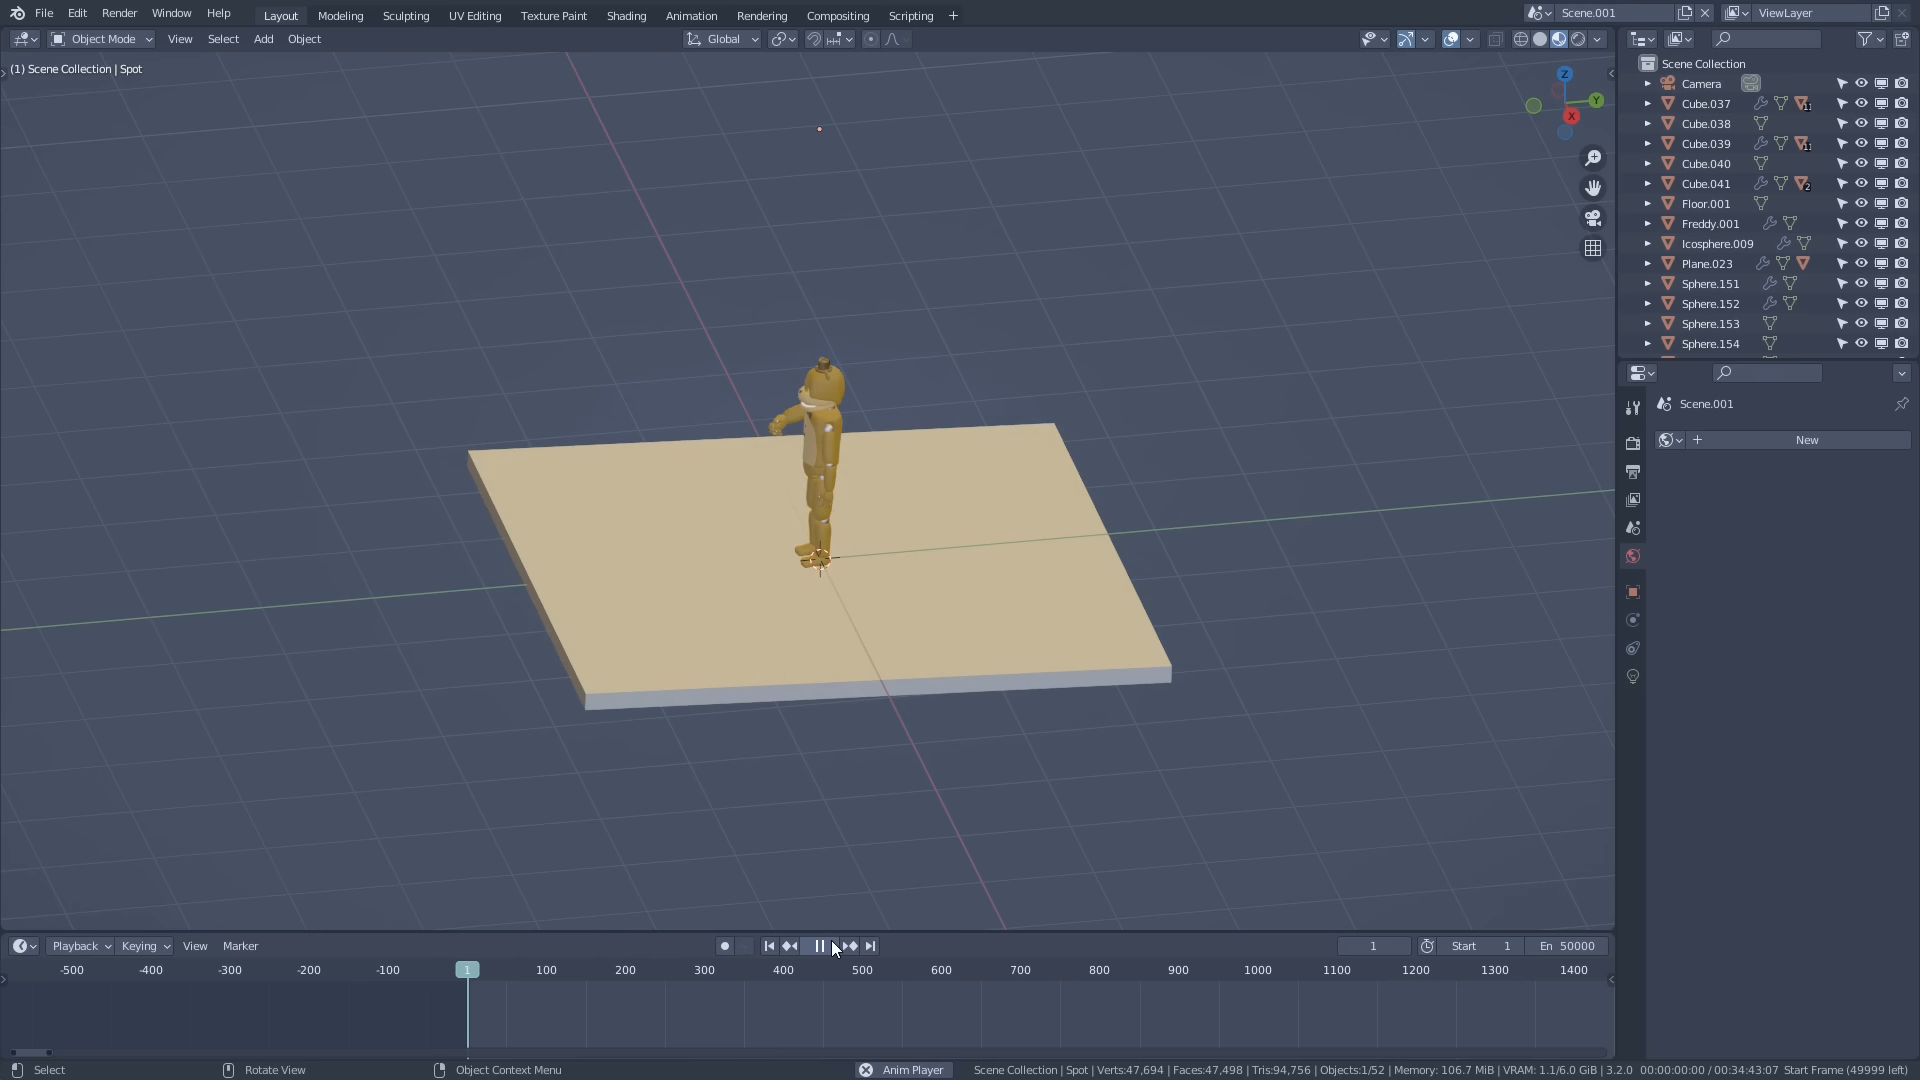 File Edit Render Window Help Layout Modeling Sculpting UV Editing Texture Paint Shading Animation Rendering Compositing Scripting + Scene.001 ViewLayer
Object Mode View Select Add Object Global
(1) Scene Collection | Spot
Z
Y
X
Scene Collection
Camera
Cube.037 11
Cube.038
Cube.039 11
Cube.040
Cube.041 2
Floor.001
Freddy.001
Icosphere.009
Plane.023
Sphere.151
Sphere.152
Sphere.153
Sphere.154
Scene.001
+ New
Playback Keying View Marker 1 Start 1 En 50000
-500 -400 -300 -200 -100 1 100 200 300 400 500 600 700 800 900 1000 1100 1200 1300 1400
Select Rotate View Object Context Menu Anim Player Scene Collection | Spot | Verts:47,694 | Faces:47,498 | Tris:94,756 | Objects:1/52 | Memory: 106.7 MiB | VRAM: 1.1/6.0 GiB | 3.2.0 00:00:00:00 / 00:34:43:07 Start Frame (49999 left)